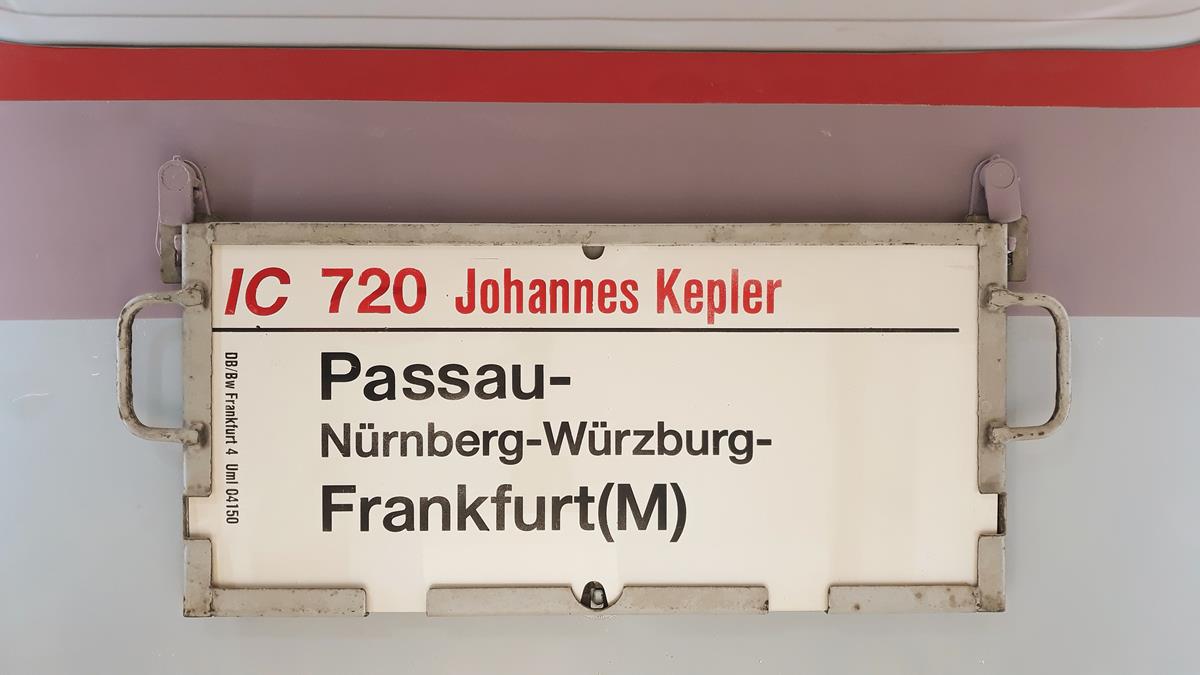 IC 720 Johannes Kepler
Passau-
Nürnberg-Würzburg-
Frankfurt(M)
DB/Bw Frankfurt 4 Uml 04150